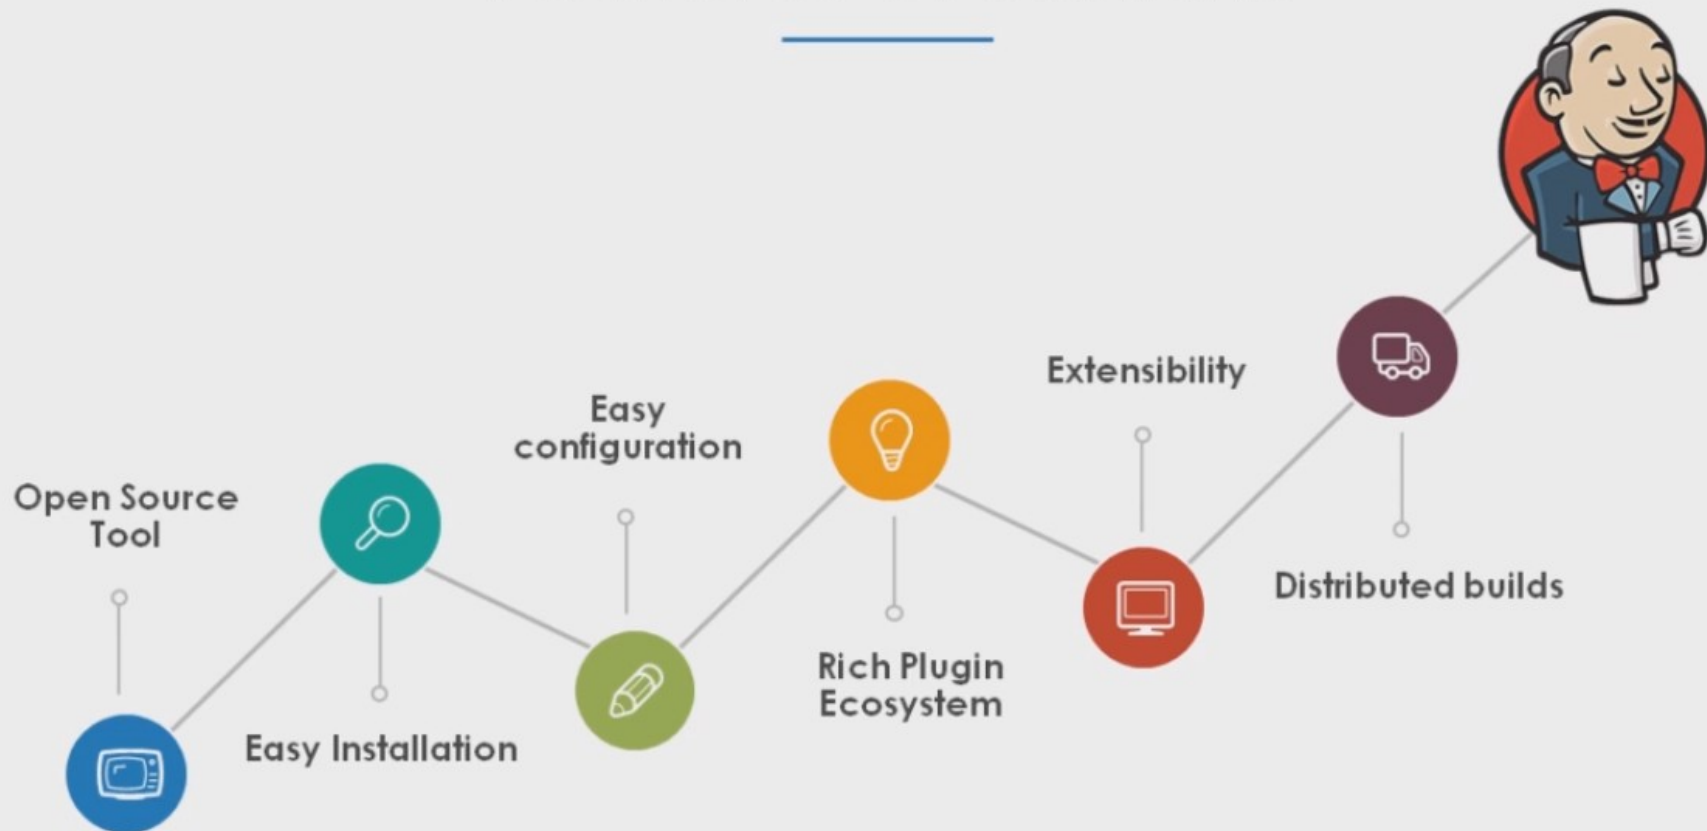 Open Source
Tool
Easy Installation
Easy
configuration
Rich Plugin
Ecosystem
Extensibility
Distributed builds